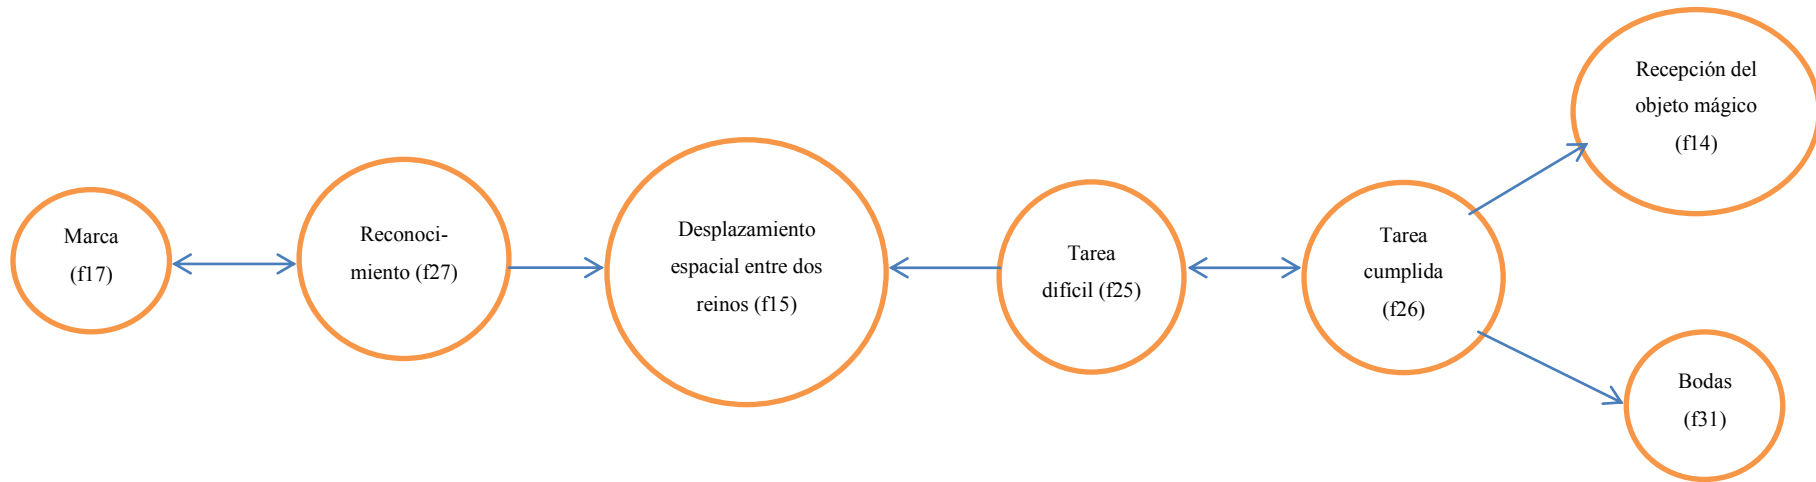 Marca
(f17)
Reconoci-
miento (f27)
Desplazamiento
espacial entre dos
reinos (f15)
Tarea
difícil (f25)
Tarea
cumplida
(f26)
Recepción del
objeto mágico
(f14)
Bodas
(f31)